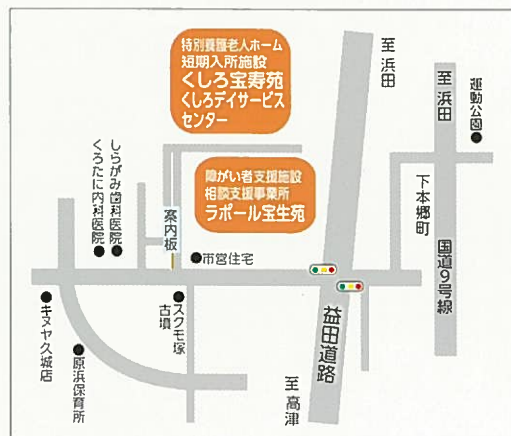 特別養護老人ホーム
短期入所施設
くしろ宝寿苑
くしろデイサービス
センター
障がい者支援施設
相談支援事業所
ラポール宝生苑
至 浜田
至 浜田
運動公園
下本郷町
国道9号線
しらがみ歯科医院
くろたに内科医院
案内板
市営住宅
キヌヤ久城店
原浜保育所
スクモ塚
古墳
益田道路
至 高津